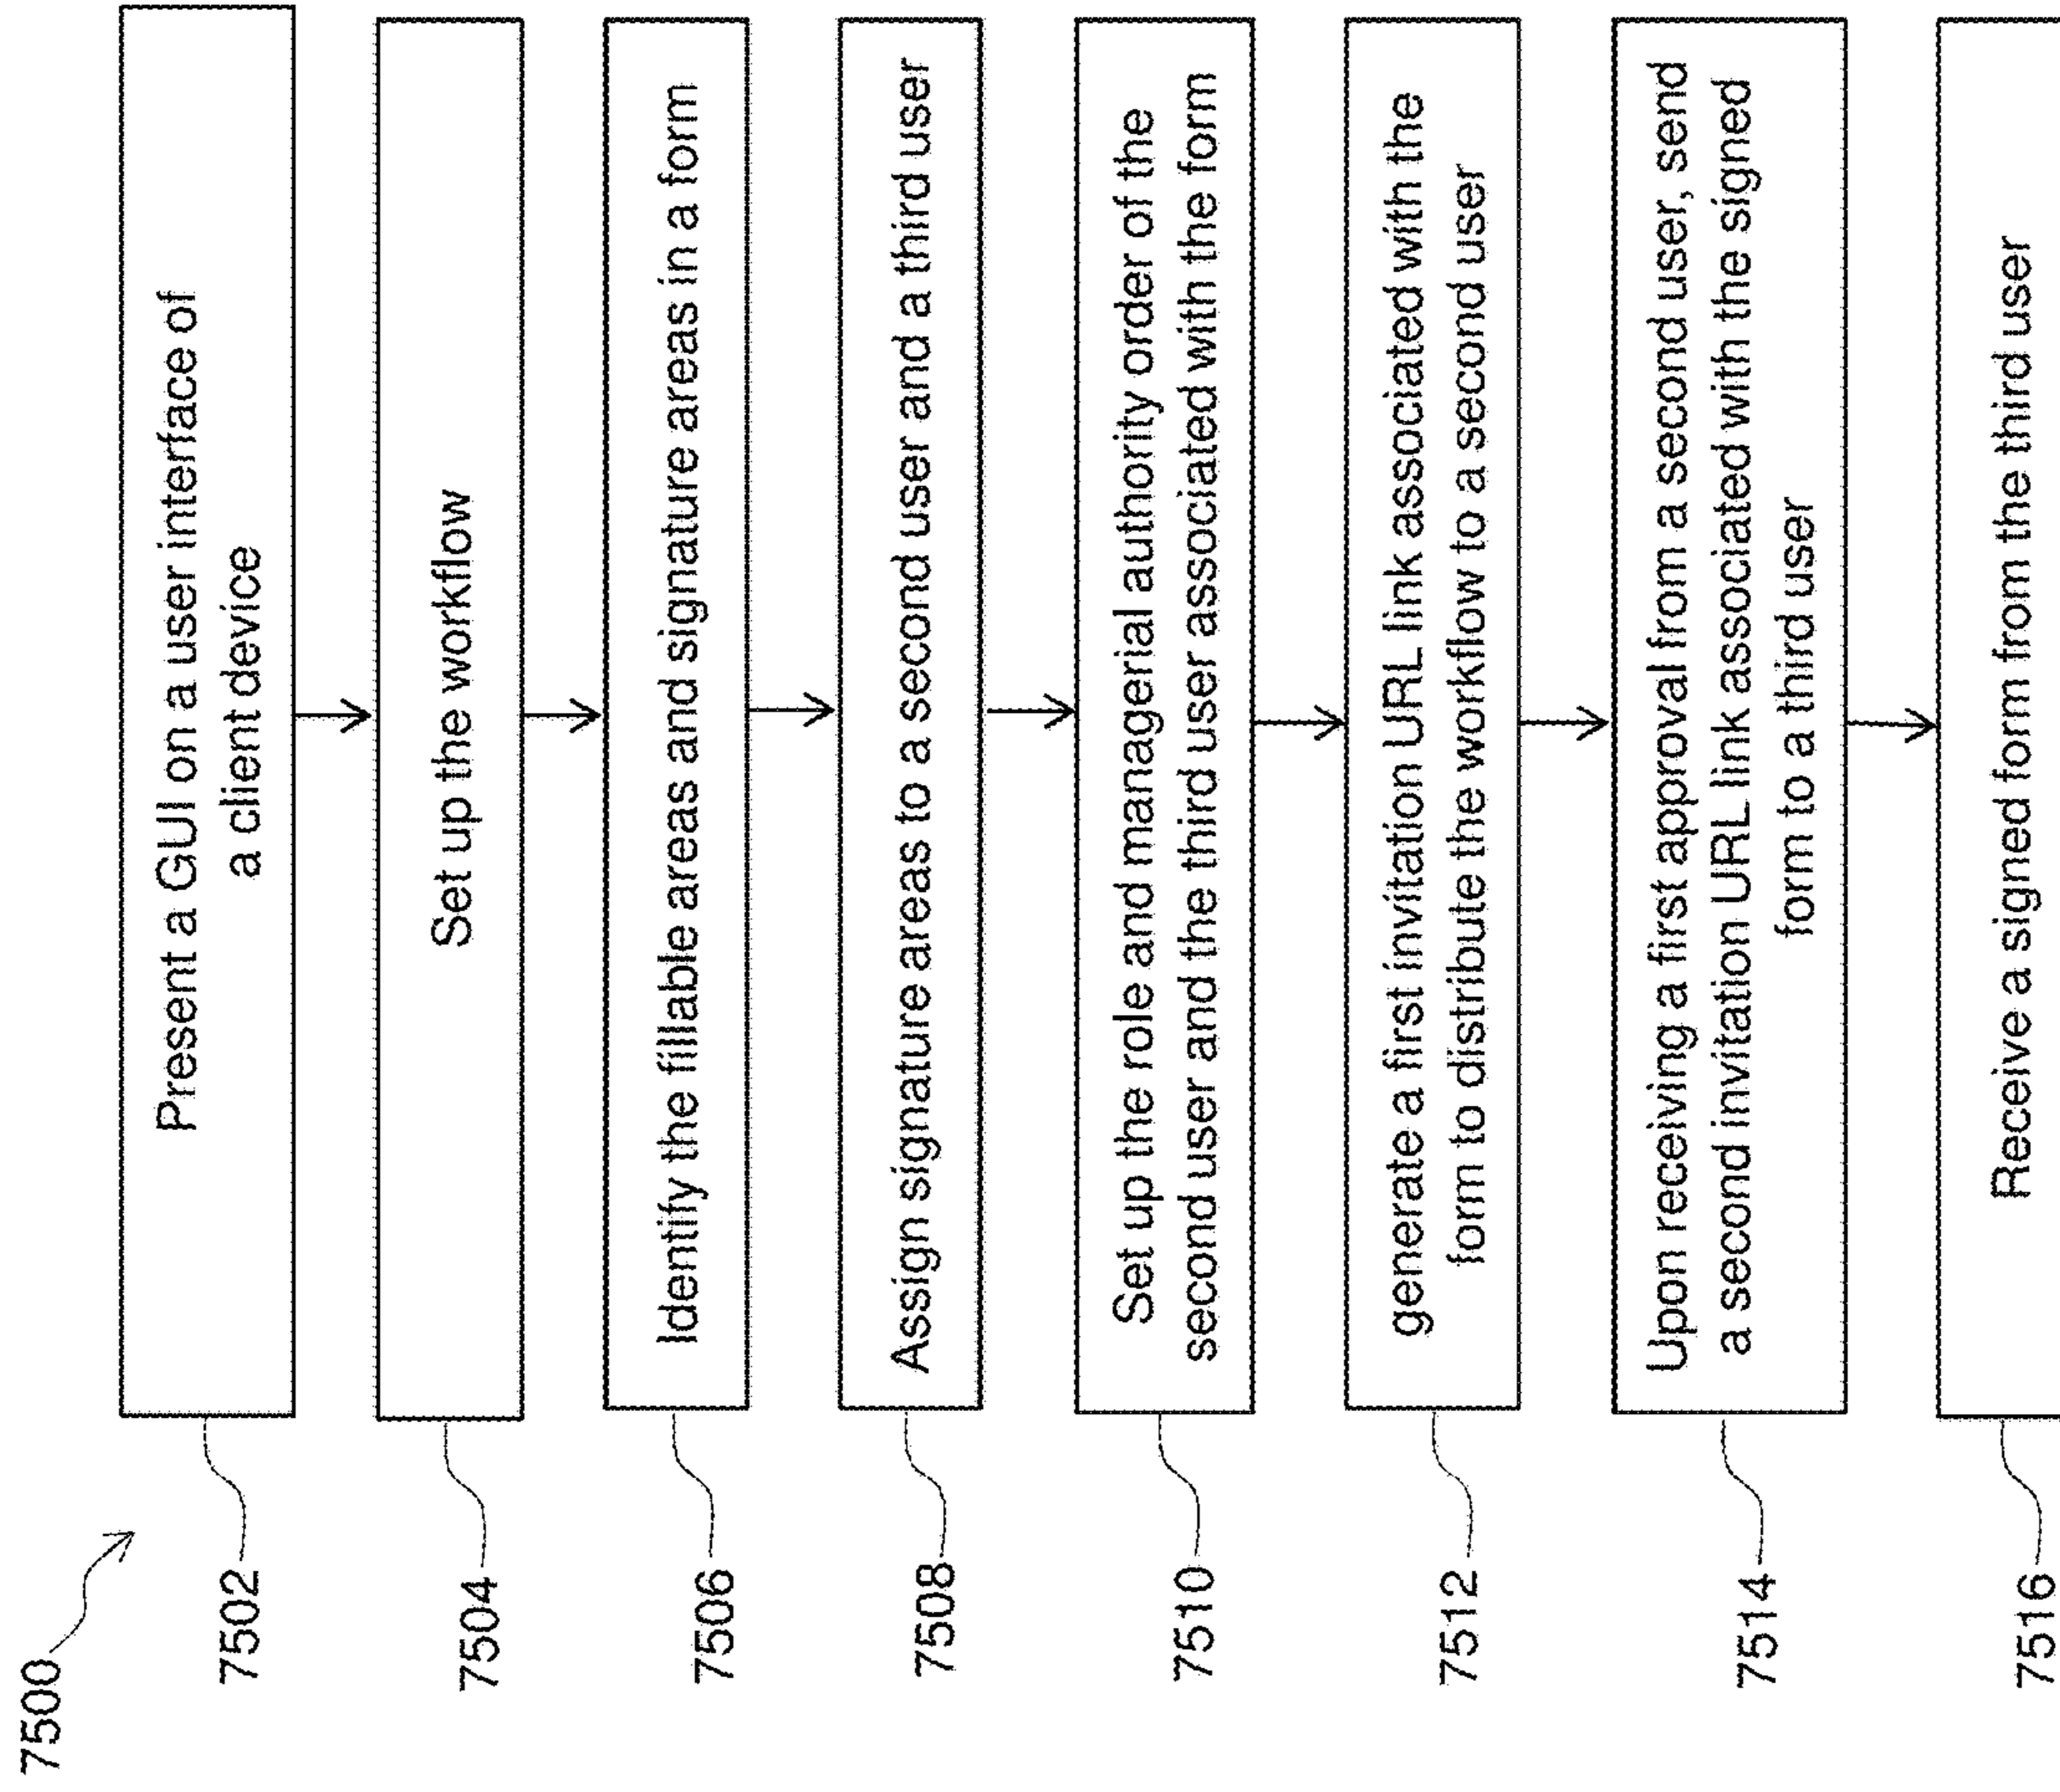 7500
7502
Present a GUI on a user interface of
a client device
7504
Set up the workflow
7506
Identify the fillable areas and signature areas in a form
7508
Assign signature areas to a second user and a third user
7510
Set up the role and managerial authority order of the
second user and the third user associated with the form
7512
generate a first invitation URL link associated with the
form to distribute the workflow to a second user
7514
Upon receiving a first approval from a second user, send
a second invitation URL link associated with the signed
form to a third user
7516
Receive a signed form from the third user